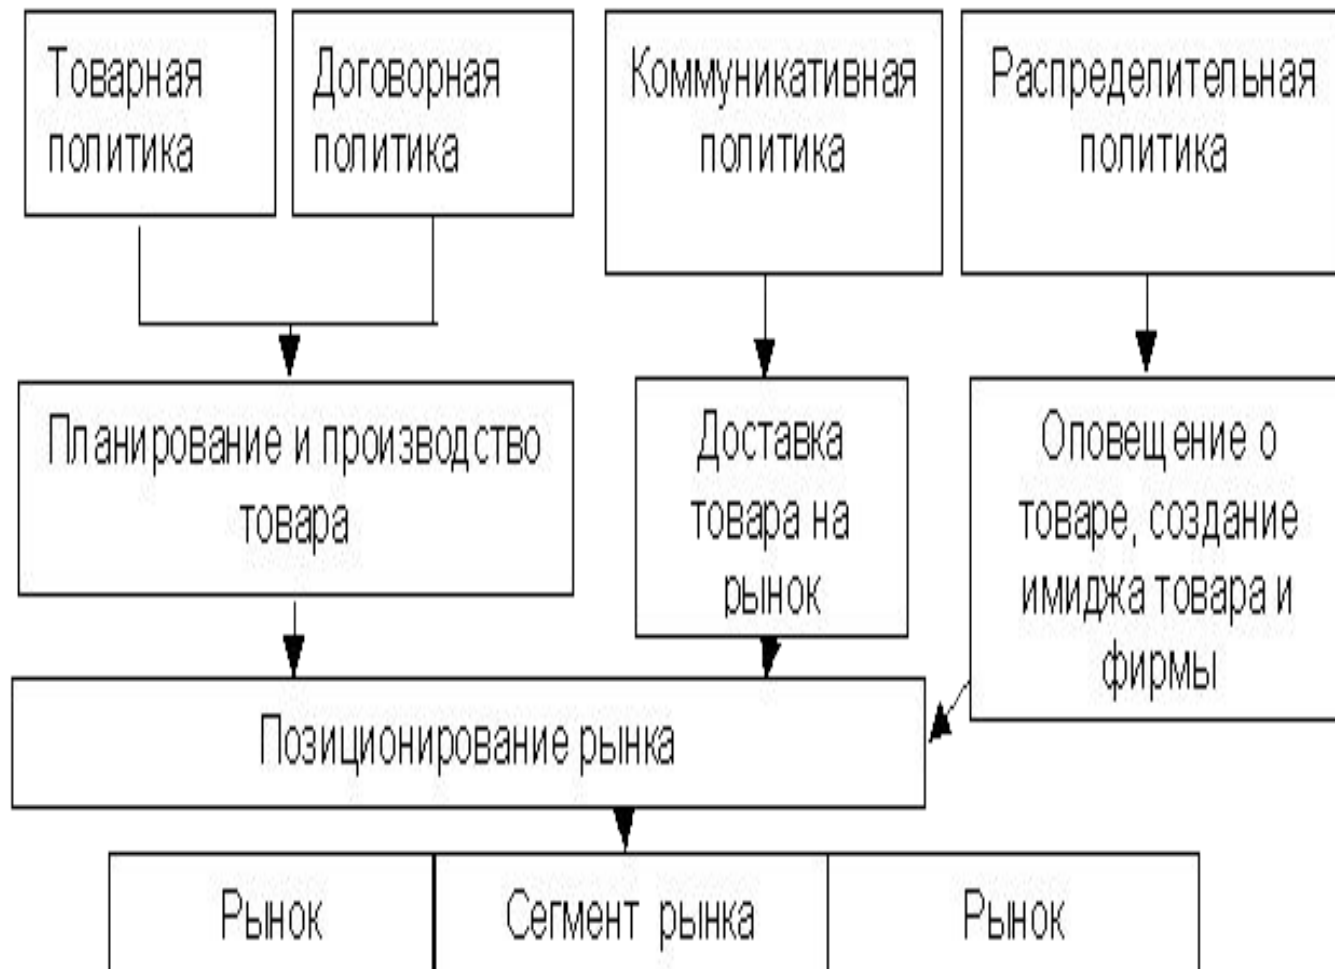 Товарная
политика
Договорная
политика
Коммуникативная
политика
Распределительная
политика
Планирование и производство
товара
Доставка
товара на
рынок
Оповещение о
товаре, создание
имиджа товара и
фирмы
Позиционирование рынка
Рынок
Сегмент рынка
Рынок